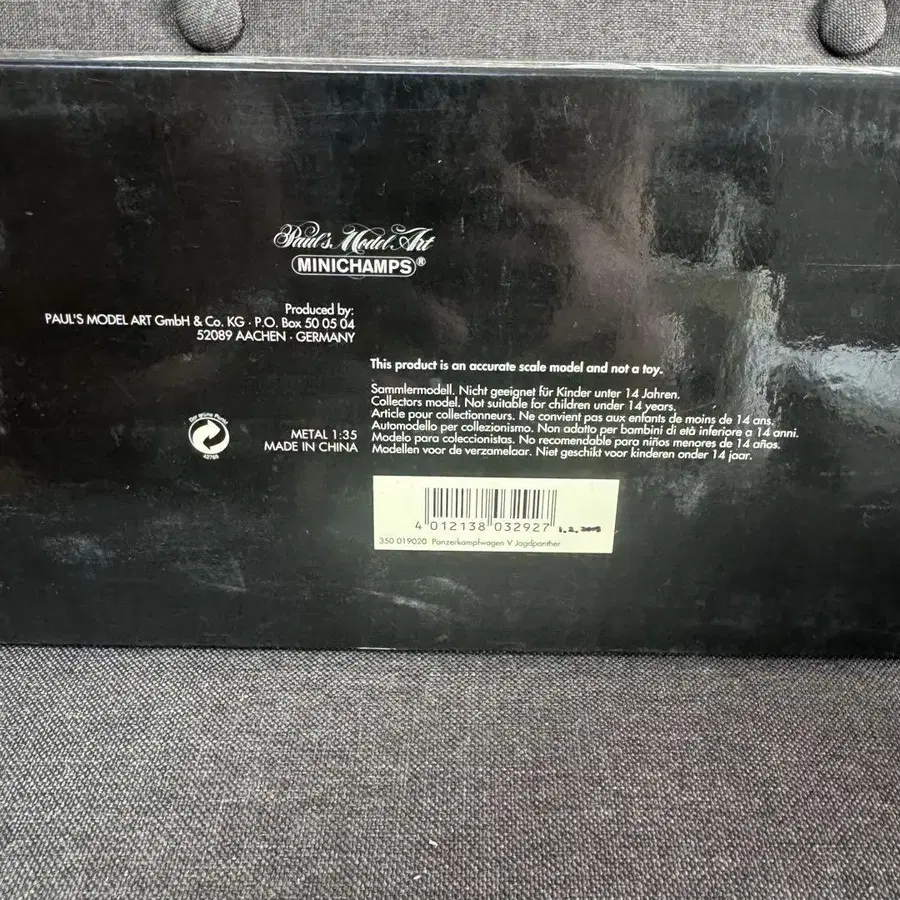 Paul's Model Art
MINICHAMPS®
Produced by:
PAUL'S MODEL ART GmbH & Co. KG · P.O. Box 50 05 04
52089 AACHEN · GERMANY
This product is an accurate scale model and not a toy.
Sammlermodell. Nicht geeignet für Kinder unter 14 Jahren.
Collectors model. Not suitable for children under 14 years.
Article pour collectionneurs. Ne convient pas aux enfants de moins de 14 ans.
Automodello per collezionismo. Non adatto per bambini di età inferiore a 14 anni.
Modelo para coleccionistas. No recomendable para niños menores de 14 años.
Modellen voor de verzamelaar. Niet geschikt voor kinderen onder 14 jaar.
Der Grüne Punkt
42765
METAL 1:35
MADE IN CHINA
4 012138 032927
350 019020 Panzerkampfwagen V Jagdpanther